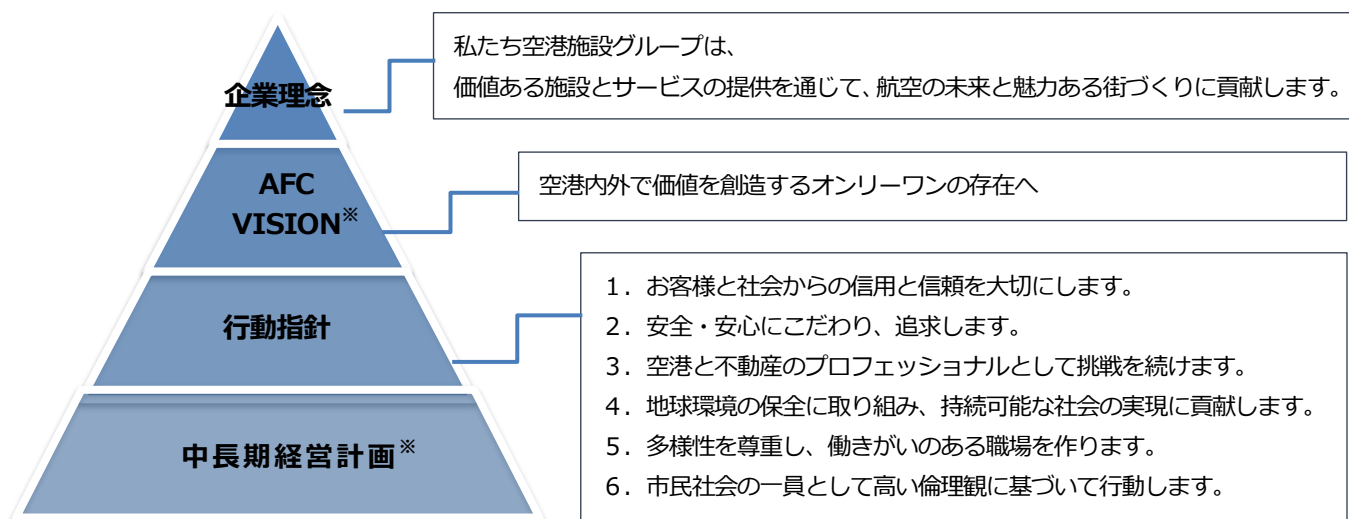 企業理念
私たち空港施設グループは、
価値ある施設とサービスの提供を通じて、航空の未来と魅力ある街づくりに貢献します。
AFC
VISION※
空港内外で価値を創造するオンリーワンの存在へ
行動指針
1．お客様と社会からの信用と信頼を大切にします。
2．安全・安心にこだわり、追求します。
3．空港と不動産のプロフェッショナルとして挑戦を続けます。
4．地球環境の保全に取り組み、持続可能な社会の実現に貢献します。
5．多様性を尊重し、働きがいのある職場を作ります。
6．市民社会の一員として高い倫理観に基づいて行動します。
中長期経営計画※